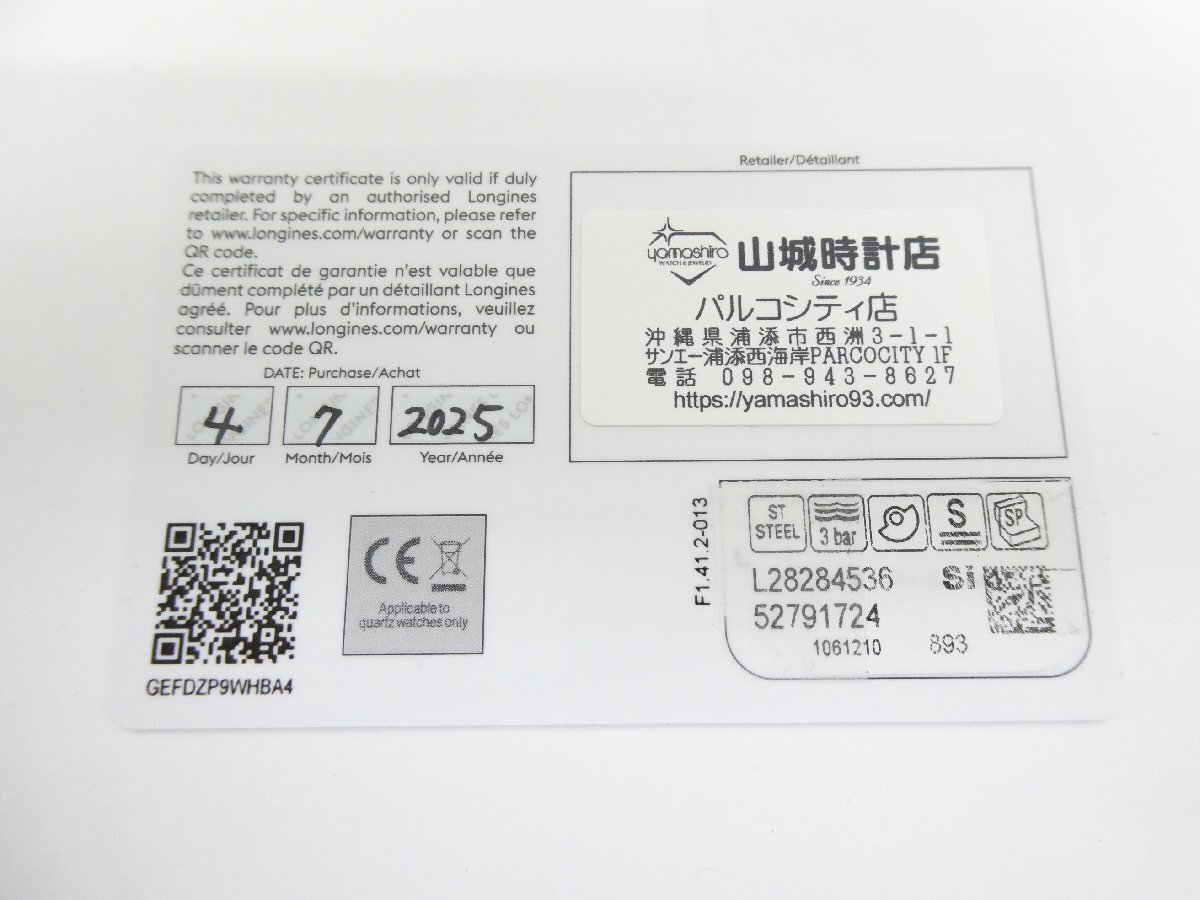 This warranty certificate is only valid if duly
completed by an authorised Longines
retailer. For specific information, please refer
to www.longines.com/warranty or scan the
QR code.
Ce certificat de garantie n'est valable que
dûment complété par un détaillant Longines
agréé. Pour plus d'informations, veuillez
consulter www.longines.com/warranty ou
scanner le code QR.
DATE: Purchase/Achat
4 7 2025
Day/Jour Month/Mois Year/Année
GEFDZP9WHBA4
CE
Applicable to
quartz watches only
Retailer/Détaillant
yamashiro
WATCH & JEWELRY
山城時計店
Since 1934
パルコシティ店
沖縄県浦添市西洲3-1-1
サンエー浦添西海岸PARCOCITY 1F
電話 098-943-8627
https://yamashiro93.com/
F1.41.2-013
ST
STEEL
3 bar
S
SP
L28284536 Si
52791724
1061210 893